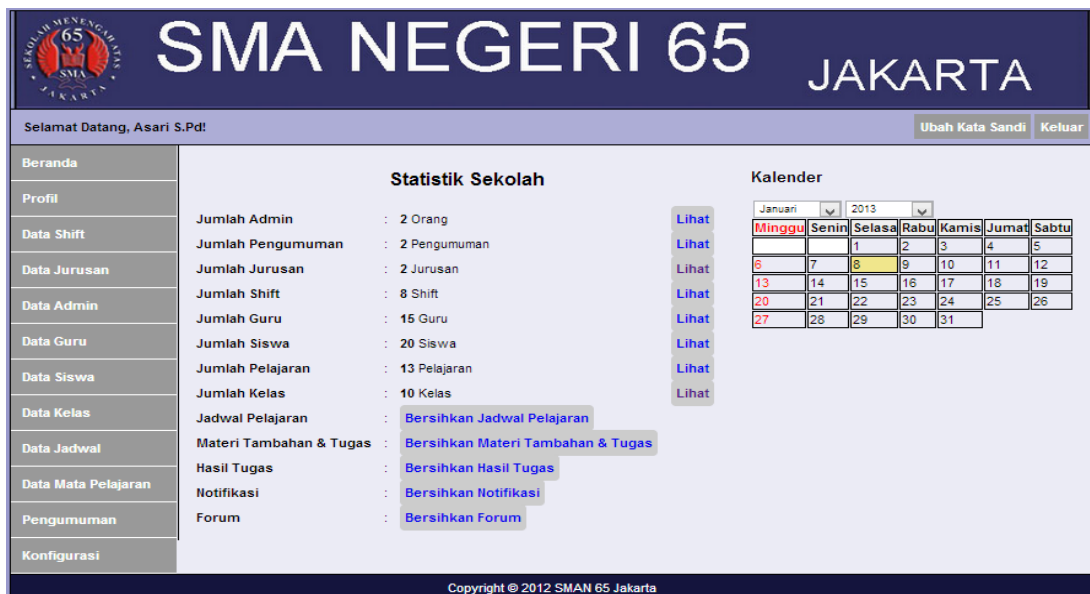 SEKOLAH MENENGAH ATAS
65
SMA
JAKARTA
SMA NEGERI 65 JAKARTA
Selamat Datang, Asari S.Pd!
Ubah Kata Sandi Keluar
Beranda
Profil
Data Shift
Data Jurusan
Data Admin
Data Guru
Data Siswa
Data Kelas
Data Jadwal
Data Mata Pelajaran
Pengumuman
Konfigurasi
Statistik Sekolah
Jumlah Admin : 2 Orang Lihat
Jumlah Pengumuman : 2 Pengumuman Lihat
Jumlah Jurusan : 2 Jurusan Lihat
Jumlah Shift : 8 Shift Lihat
Jumlah Guru : 15 Guru Lihat
Jumlah Siswa : 20 Siswa Lihat
Jumlah Pelajaran : 13 Pelajaran Lihat
Jumlah Kelas : 10 Kelas Lihat
Jadwal Pelajaran : Bersihkan Jadwal Pelajaran
Materi Tambahan & Tugas : Bersihkan Materi Tambahan & Tugas
Hasil Tugas : Bersihkan Hasil Tugas
Notifikasi : Bersihkan Notifikasi
Forum : Bersihkan Forum
Kalender
Januari 2013
Minggu Senin Selasa Rabu Kamis Jumat Sabtu
1 2 3 4 5
6 7 8 9 10 11 12
13 14 15 16 17 18 19
20 21 22 23 24 25 26
27 28 29 30 31
Copyright © 2012 SMAN 65 Jakarta